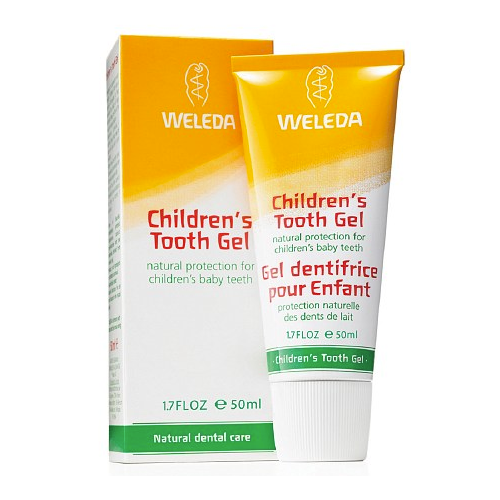 WELEDA
Children's
Tooth Gel
natural protection for
children's baby teeth
1.7FLOZ e 50ml
Natural dental care
WELEDA
Children's
Tooth Gel
natural protection for
children's baby teeth
Gel dentifrice
pour Enfant
protection naturelle
des dents de lait
1.7FLOZ e 50ml
· Children's Tooth Gel ·